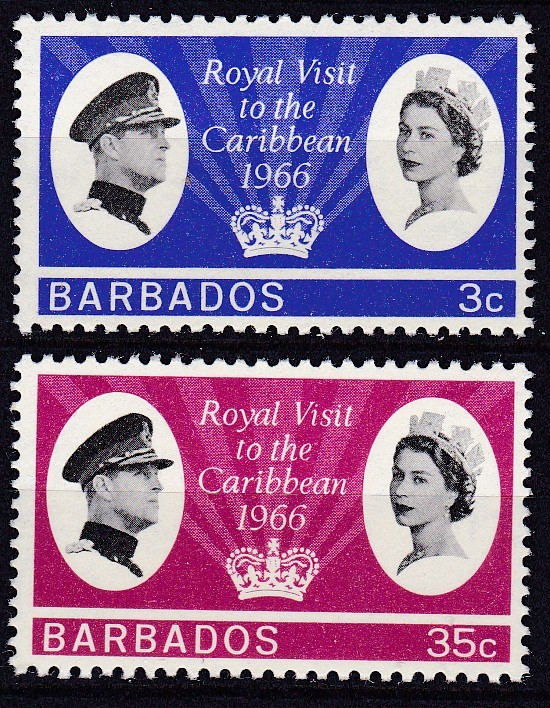 Royal Visit
to the
Caribbean
1966
BARBADOS 3c
Royal Visit
to the
Caribbean
1966
BARBADOS 35c